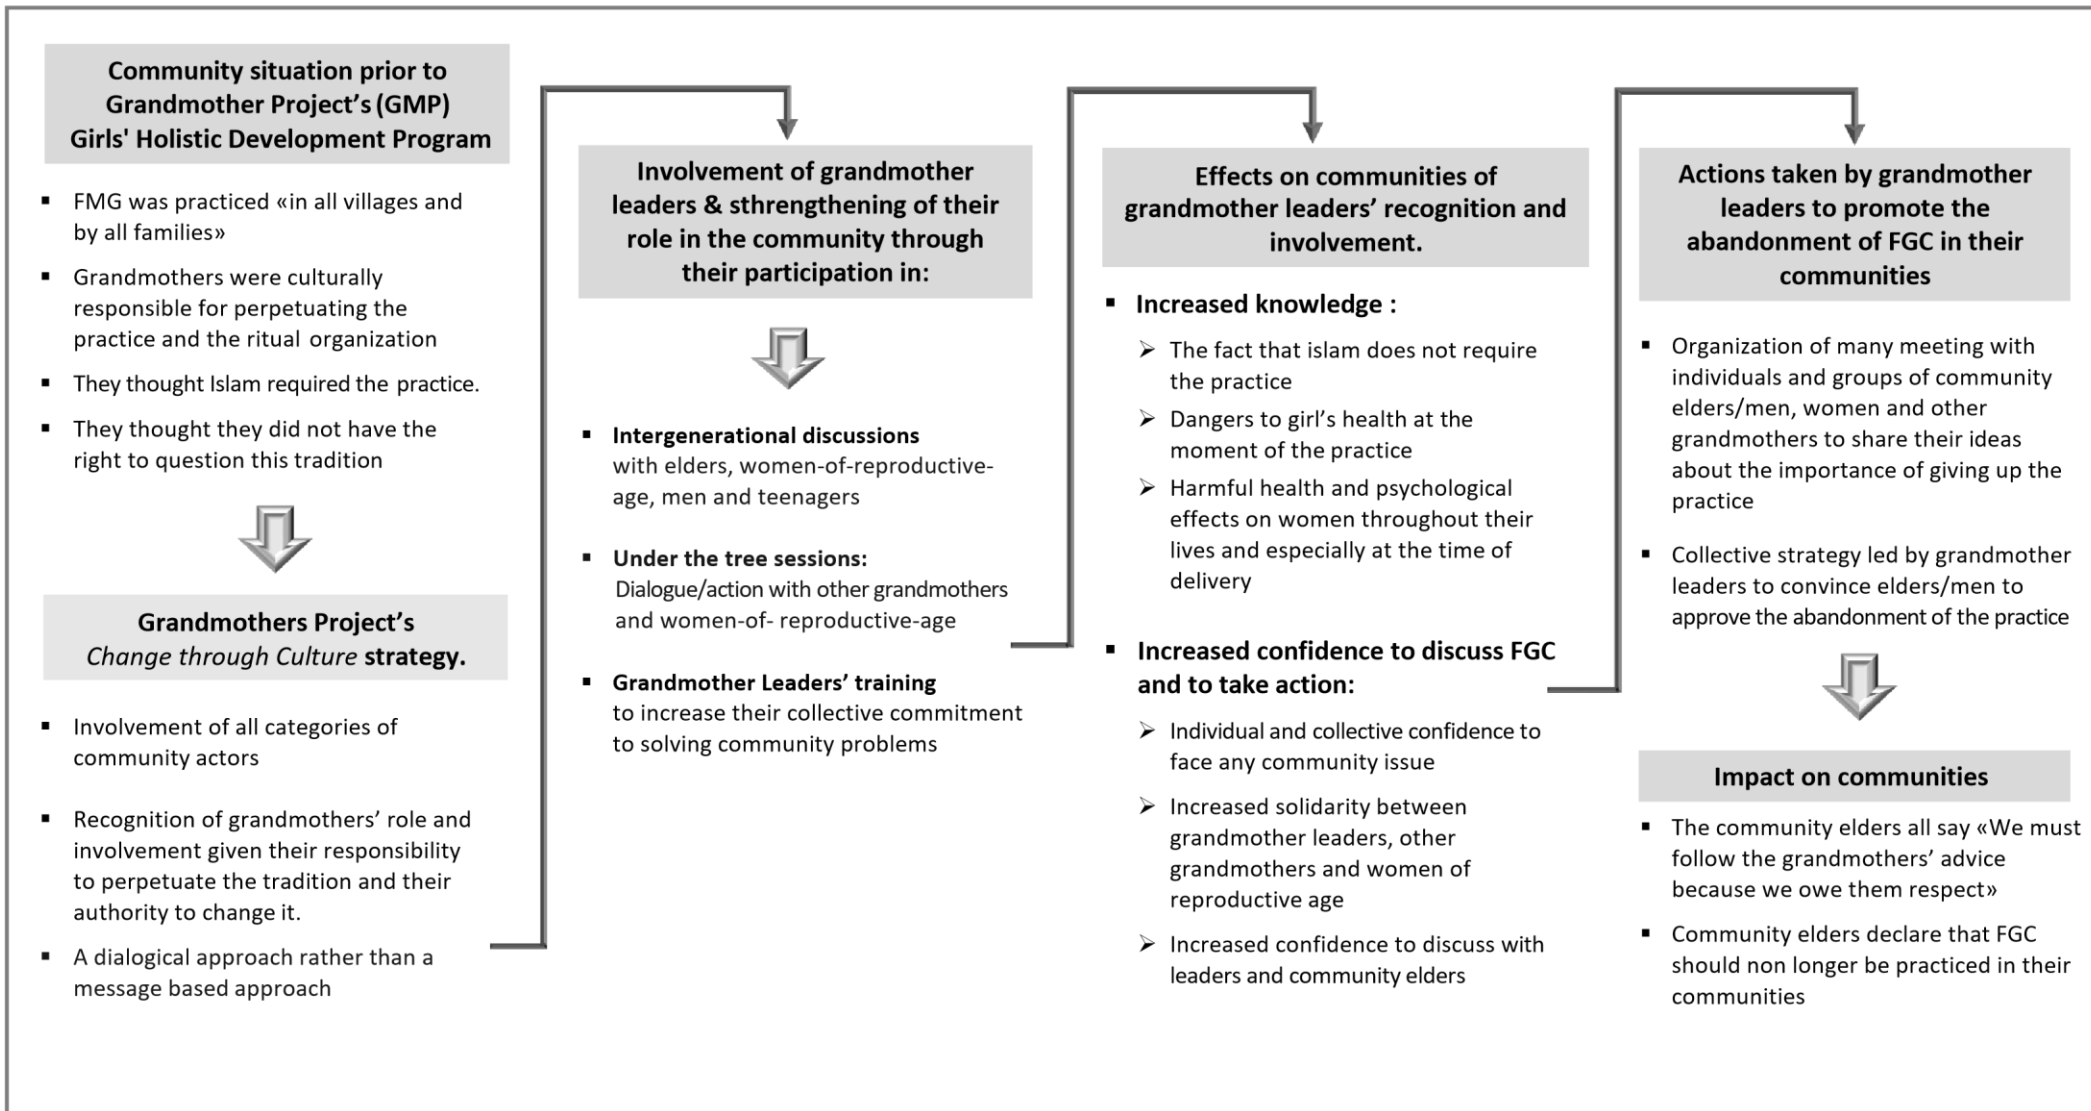 Community situation prior to
Grandmother Project's (GMP)
Girls' Holistic Development Program
▪ FMG was practiced «in all villages and
by all families»
▪ Grandmothers were culturally
responsible for perpetuating the
practice and the ritual organization
▪ They thought Islam required the practice.
▪ They thought they did not have the
right to question this tradition
Grandmothers Project's
Change through Culture strategy.
▪ Involvement of all categories of
community actors
▪ Recognition of grandmothers' role and
involvement given their responsibility
to perpetuate the tradition and their
authority to change it.
▪ A dialogical approach rather than a
message based approach
Involvement of grandmother
leaders & sthrengthening of their
role in the community through
their participation in:
▪ Intergenerational discussions
with elders, women-of-reproductive-
age, men and teenagers
▪ Under the tree sessions:
Dialogue/action with other grandmothers
and women-of- reproductive-age
▪ Grandmother Leaders' training
to increase their collective commitment
to solving community problems
Effects on communities of
grandmother leaders' recognition and
involvement.
▪ Increased knowledge :
➢ The fact that islam does not require
the practice
➢ Dangers to girl's health at the
moment of the practice
➢ Harmful health and psychological
effects on women throughout their
lives and especially at the time of
delivery
▪ Increased confidence to discuss FGC
and to take action:
➢ Individual and collective confidence to
face any community issue
➢ Increased solidarity between
grandmother leaders, other
grandmothers and women of
reproductive age
➢ Increased confidence to discuss with
leaders and community elders
Actions taken by grandmother
leaders to promote the
abandonment of FGC in their
communities
▪ Organization of many meeting with
individuals and groups of community
elders/men, women and other
grandmothers to share their ideas
about the importance of giving up the
practice
▪ Collective strategy led by grandmother
leaders to convince elders/men to
approve the abandonment of the practice
Impact on communities
▪ The community elders all say «We must
follow the grandmothers' advice
because we owe them respect»
▪ Community elders declare that FGC
should non longer be practiced in their
communities